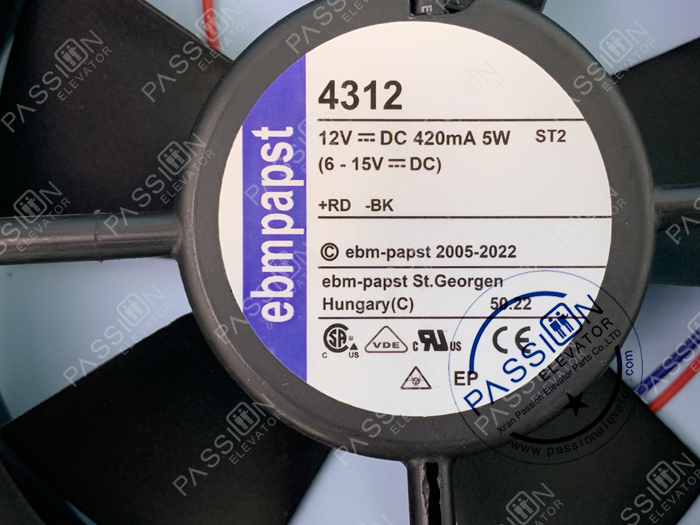 4312
12V ⎓ DC 420mA 5W ST2
(6 - 15V ⎓ DC)
+RD -BK
ebmpapst
© ebm-papst 2005-2022
ebm-papst St.Georgen
Hungary(C) 50.22
C US
VDE
c US
CE
EP
PASSION
ELEVATOR
Xi'an Passion Elevator Parts Co.,LTD
www.passionelevator.com